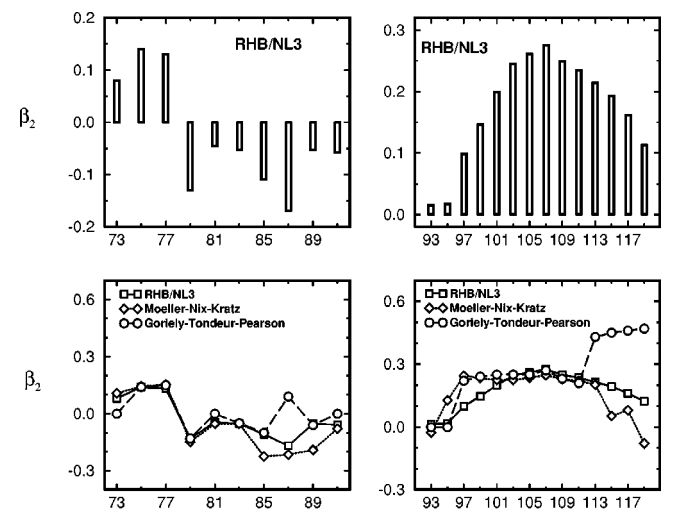 RHB/NL3
β2
0.2
0.1
0.0
-0.1
-0.2
73 77 81 85 89
RHB/NL3
0.3
0.2
0.1
0.0
93 97 101 105 109 113 117
RHB/NL3
Moeller-Nix-Kratz
Goriely-Tondeur-Pearson
β2
0.6
0.3
0.0
-0.3
73 77 81 85 89
RHB/NL3
Moeller-Nix-Kratz
Goriely-Tondeur-Pearson
0.6
0.3
0.0
-0.3
93 97 101 105 109 113 117